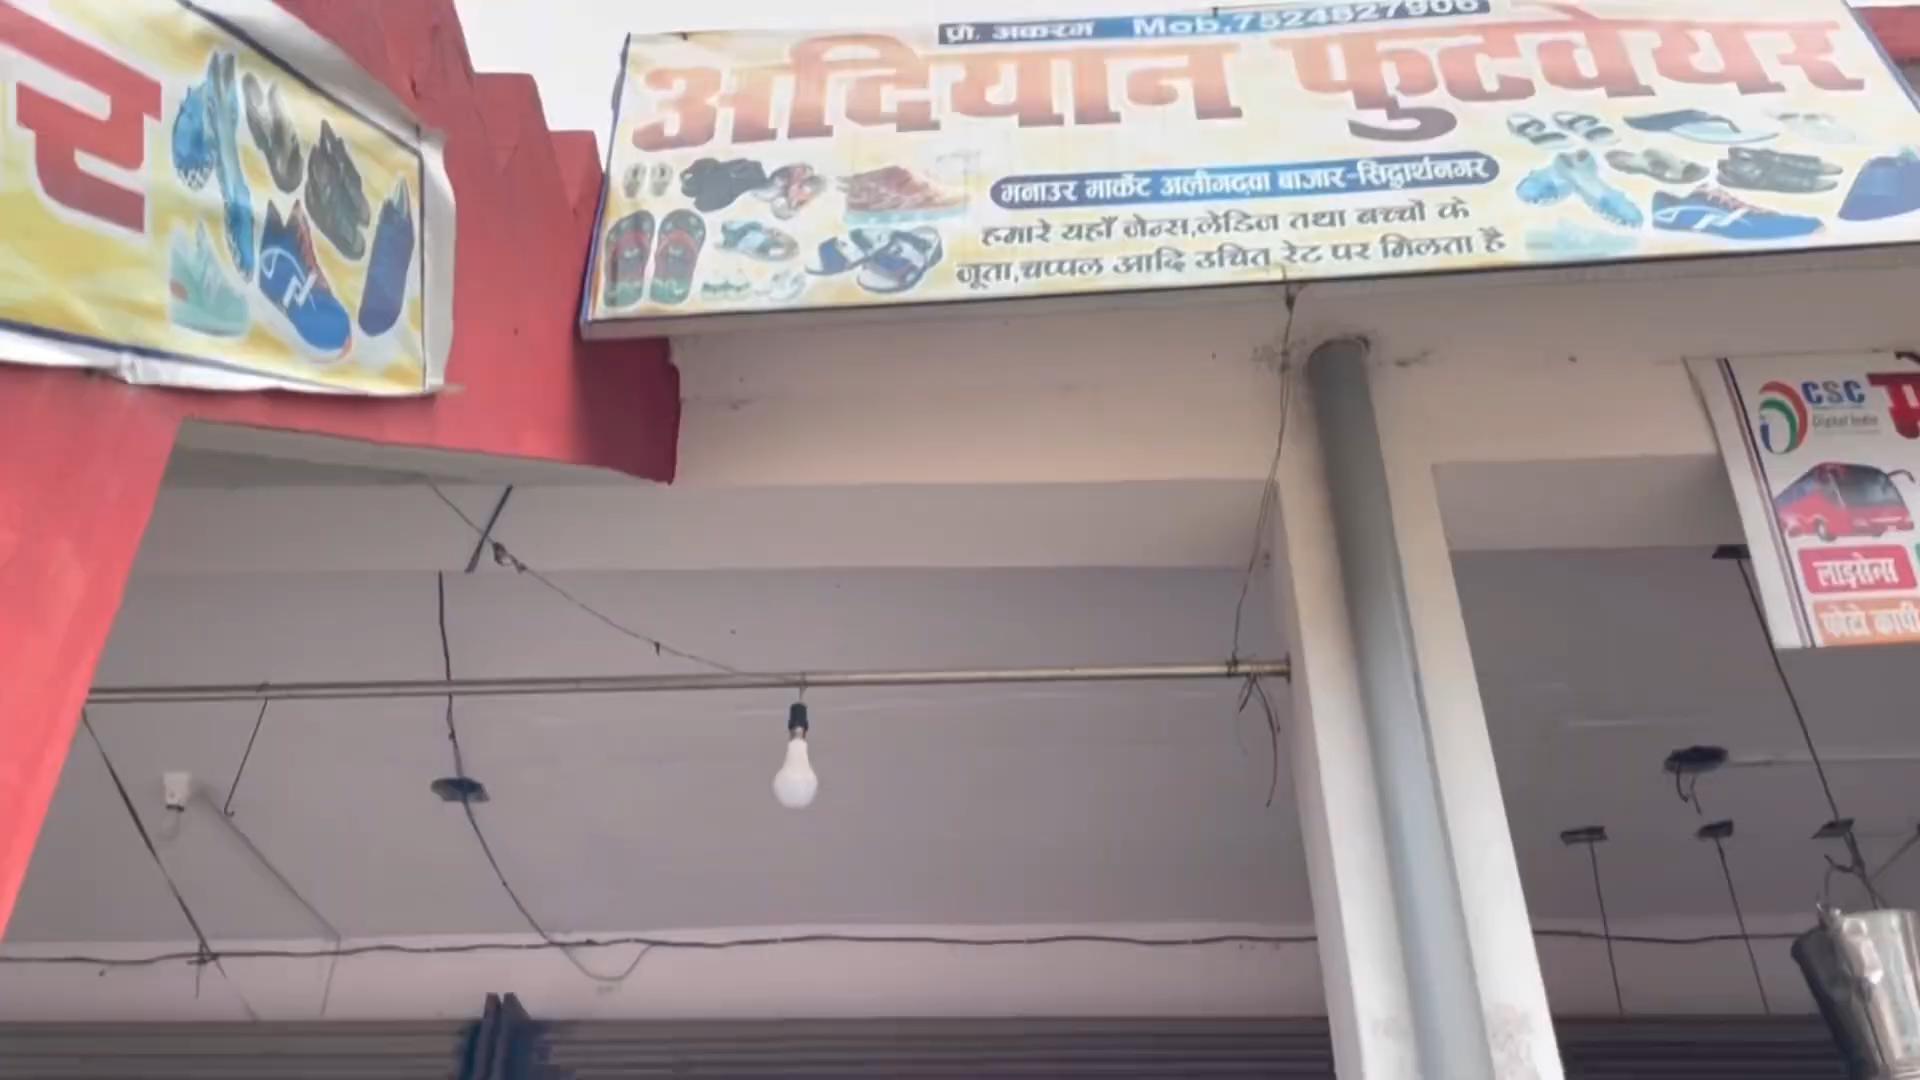 र
प्रो. अकरम Mob.7524827906
अदियान फुटवेयर
मनाउर मार्केट अलीगढ़वा बाजार-सिद्धार्थनगर
हमारे यहाँ जेन्स,लेडिज तथा बच्चों के
जूता,चप्पल आदि उचित रेट पर मिलता है
CSC
Digital India
लाइसेन्स
फोटो कापी